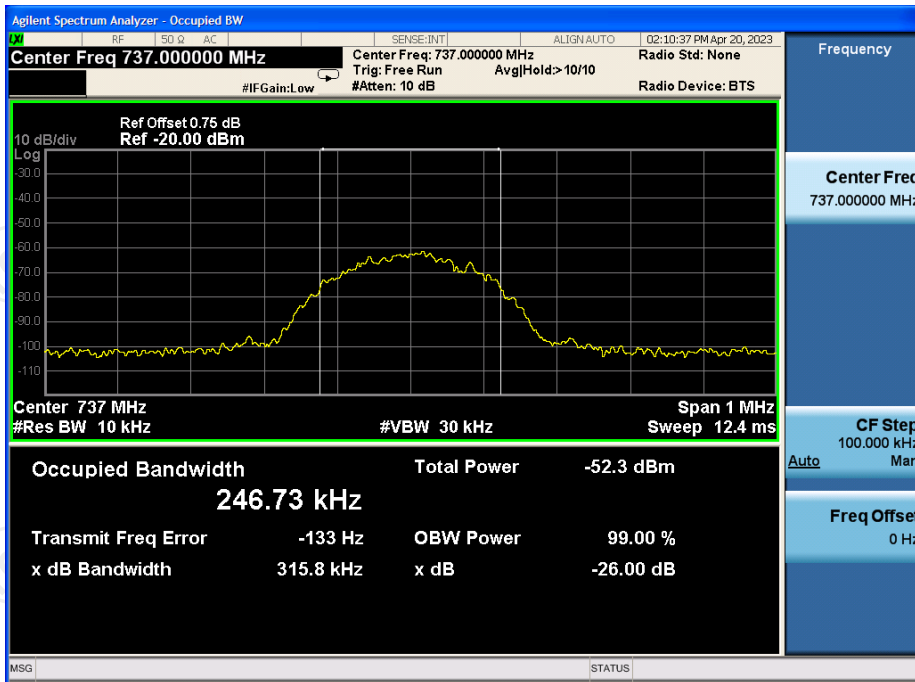 Agilent Spectrum Analyzer - Occupied BW
LXI RF 50 Ω AC SENSE:INT ALIGN AUTO 02:10:37 PM Apr 20, 2023
Center Freq 737.000000 MHz
Center Freq: 737.000000 MHz
Radio Std: None
Trig: Free Run Avg|Hold:>10/10
#IFGain:Low
#Atten: 10 dB
Radio Device: BTS
Ref Offset 0.75 dB
10 dB/div Ref -20.00 dBm
Log
-30.0
-40.0
-50.0
-60.0
-70.0
-80.0
-90.0
-100
-110
Center 737 MHz Span 1 MHz
#Res BW 10 kHz #VBW 30 kHz Sweep 12.4 ms
Occupied Bandwidth Total Power -52.3 dBm
246.73 kHz
Transmit Freq Error -133 Hz OBW Power 99.00 %
x dB Bandwidth 315.8 kHz x dB -26.00 dB
Frequency
Center Freq
737.000000 MHz
CF Step
100.000 kHz
Auto Man
Freq Offset
0 Hz
MSG STATUS